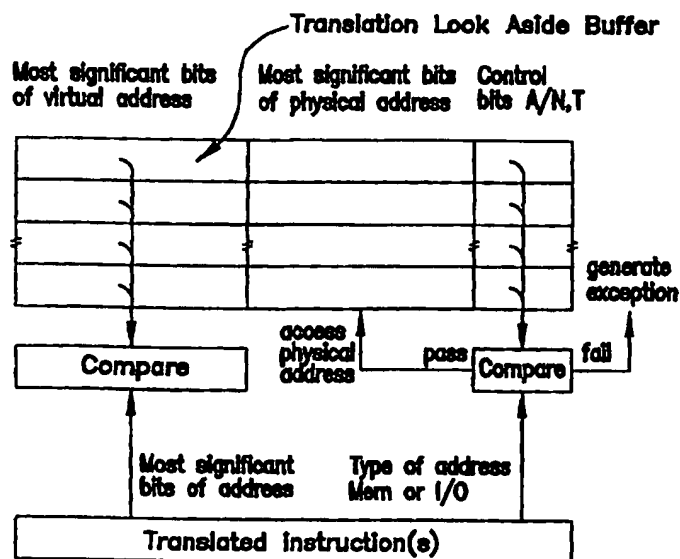 Translation Look Aside Buffer
Most significant bits
of virtual address
Most significant bits
of physical address
Control
bits A/N,T
generate
exception
access
physical
address
pass
fail
Compare
Compare
Most significant
bits of address
Type of address
Mem or I/O
Translated instruction(s)